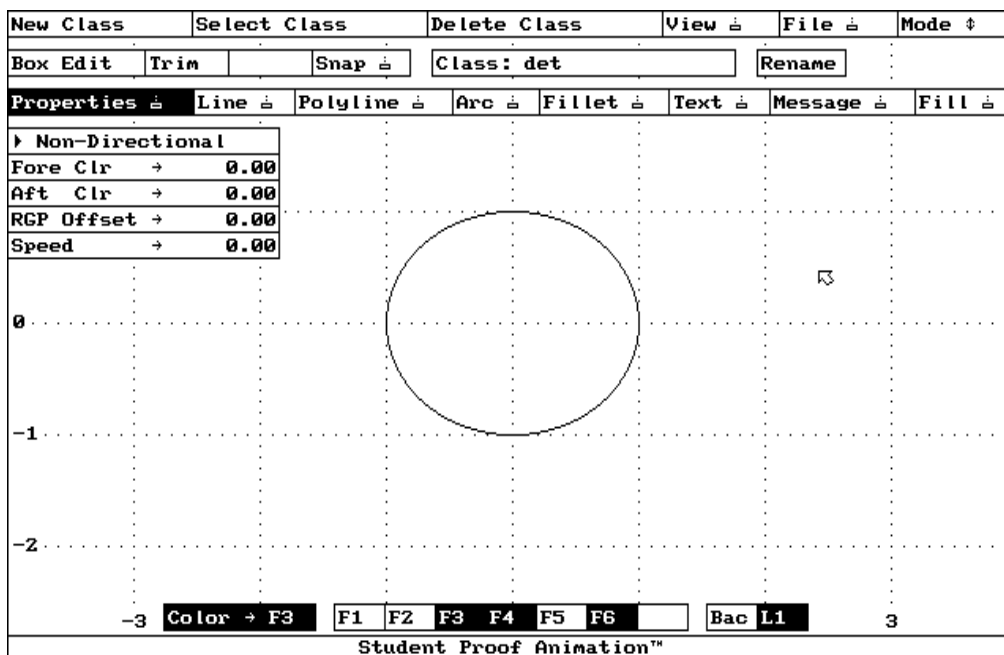 New Class Select Class Delete Class View File Mode
Box Edit Trim Snap Class: det Rename
Properties Line Polyline Arc Fillet Text Message Fill
Non-Directional
Fore Clr → 0.00
Aft Clr → 0.00
RGP Offset → 0.00
Speed → 0.00
0
-1
-2
-3 Color → F3 F1 F2 F3 F4 F5 F6 Bac L1 3
Student Proof Animation™